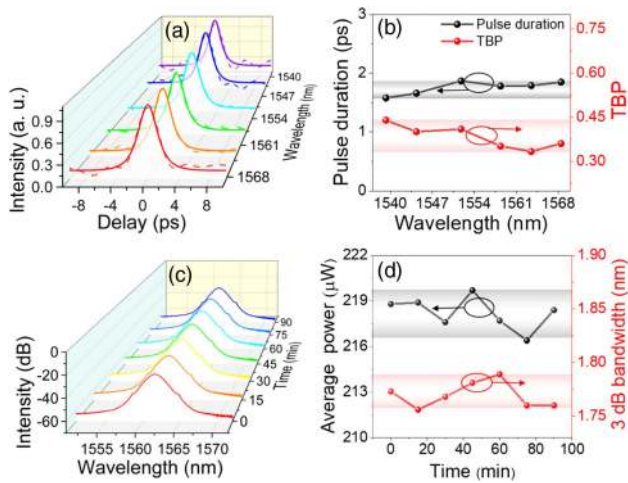 (a)
Intensity (a. u.)
0.9
0.6
0.3
0.0
-8 -4 0 4 8
Delay (ps)
1540
1547
1554
1561
1568
Wavelength(nm)
(b)
Pulse duration
TBP
Pulse duration (ps)
3
2
1
0
1540 1547 1554 1561 1568
Wavelength (nm)
0.75
0.60
0.45
0.30
TBP
(c)
Intensity (dB)
0
-20
-40
-60
1555 1560 1565 1570
Wavelength (nm)
90
75
60
45
30
15
0
Time (min)
(d)
Average power (μW)
222
219
216
213
210
0 20 40 60 80 100
Time (min)
1.90
1.85
1.80
1.75
3 dB bandwidth (nm)